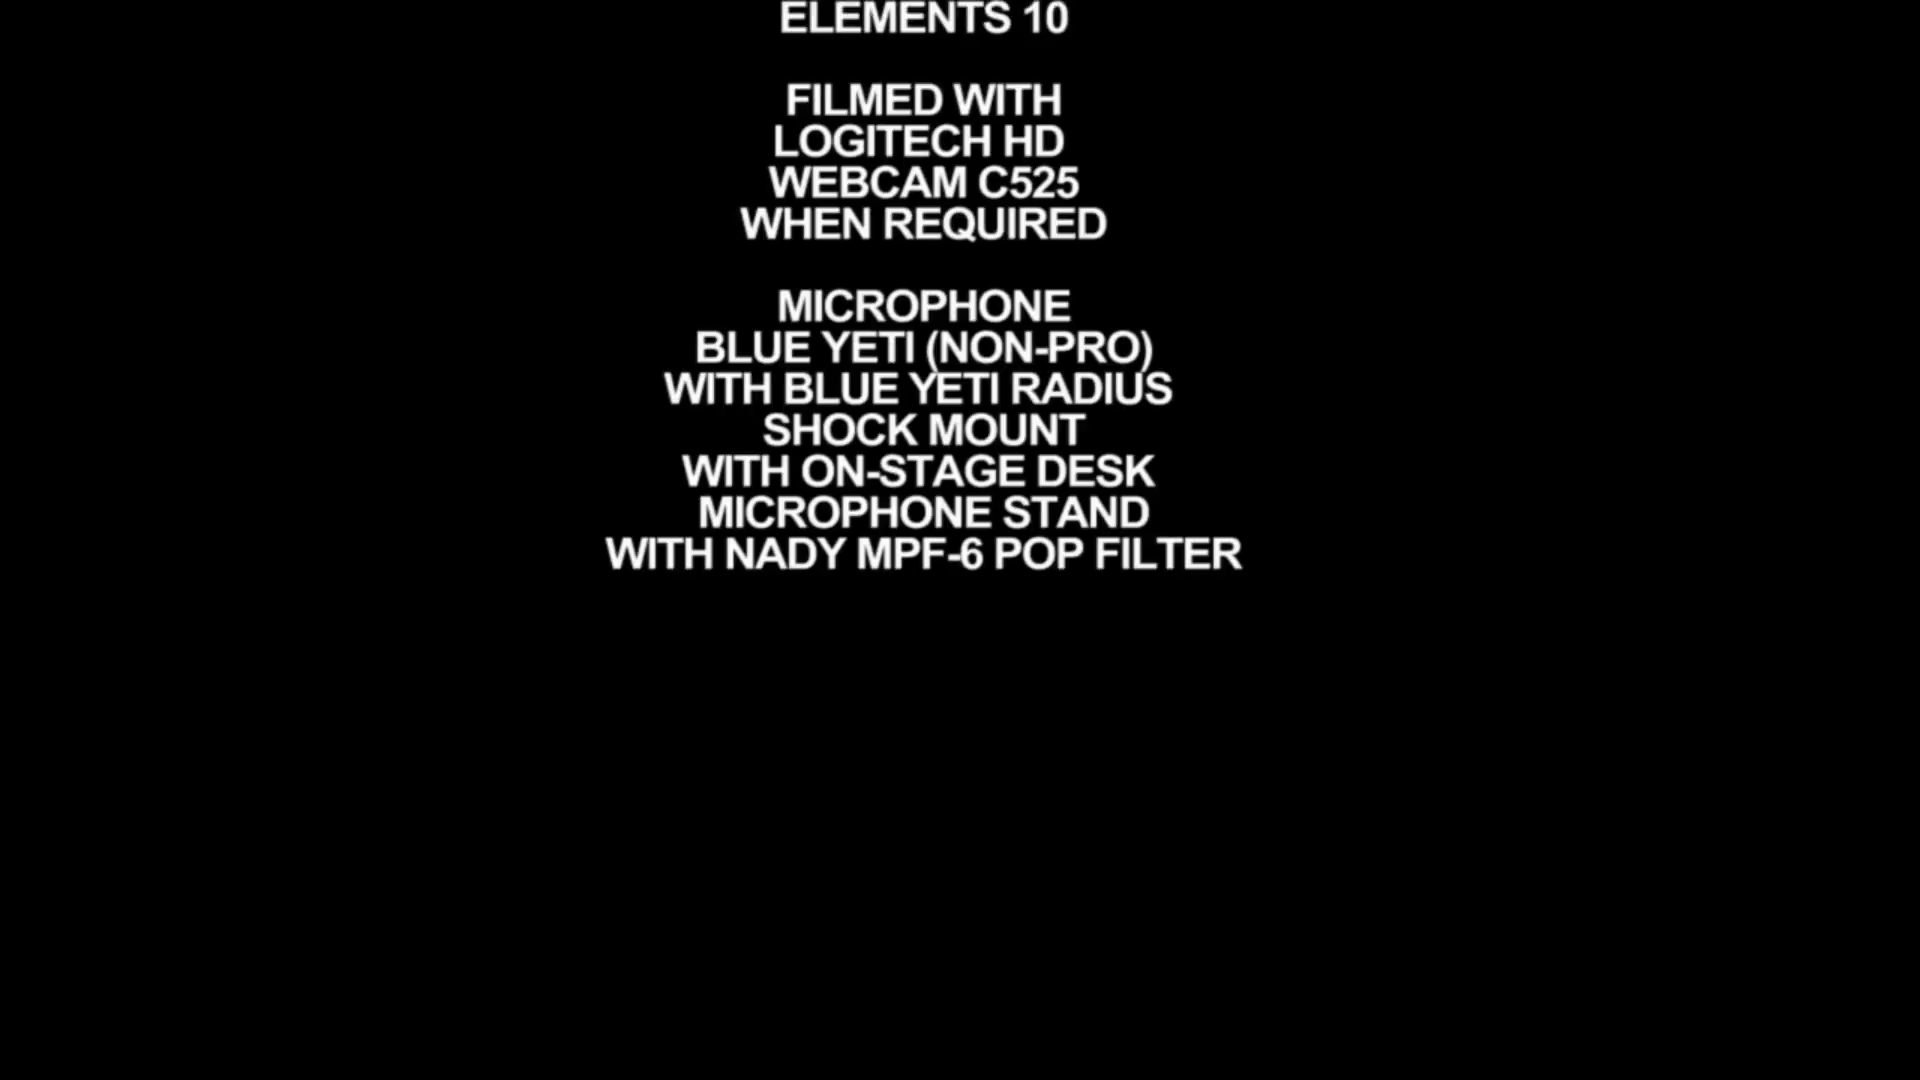 ELEMENTS 10
FILMED WITH
LOGITECH HD
WEBCAM C525
WHEN REQUIRED
MICROPHONE
BLUE YETI (NON-PRO)
WITH BLUE YETI RADIUS
SHOCK MOUNT
WITH ON-STAGE DESK
MICROPHONE STAND
WITH NADY MPF-6 POP FILTER